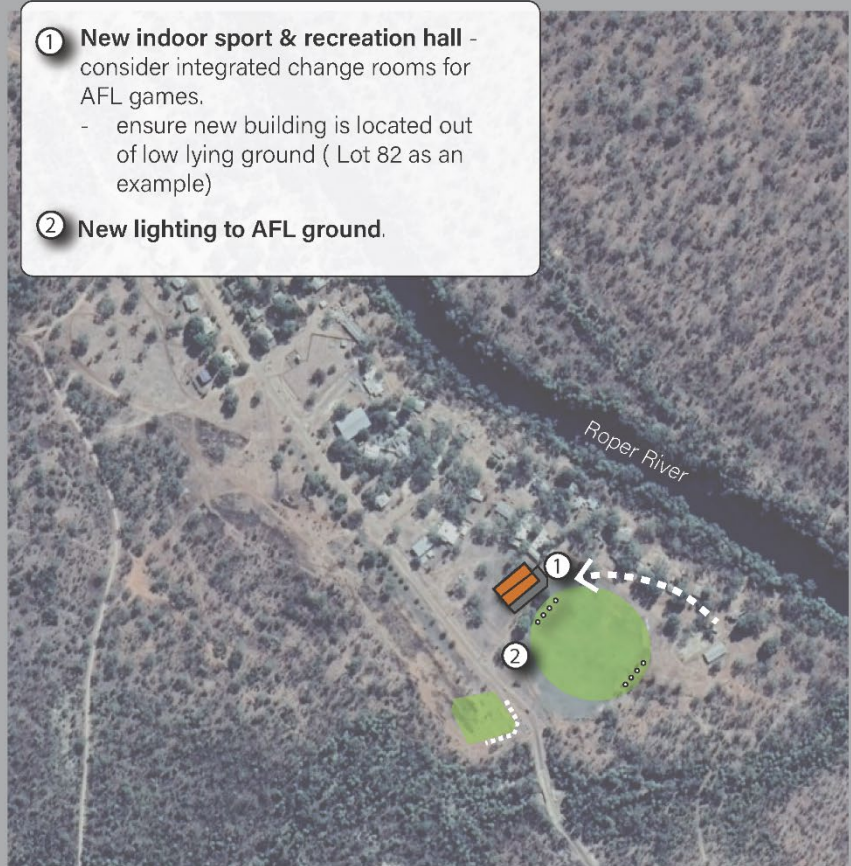 1 New indoor sport & recreation hall -
consider integrated change rooms for
AFL games.
- ensure new building is located out
of low lying ground ( Lot 82 as an
example)
2 New lighting to AFL ground.
Roper River
1
2